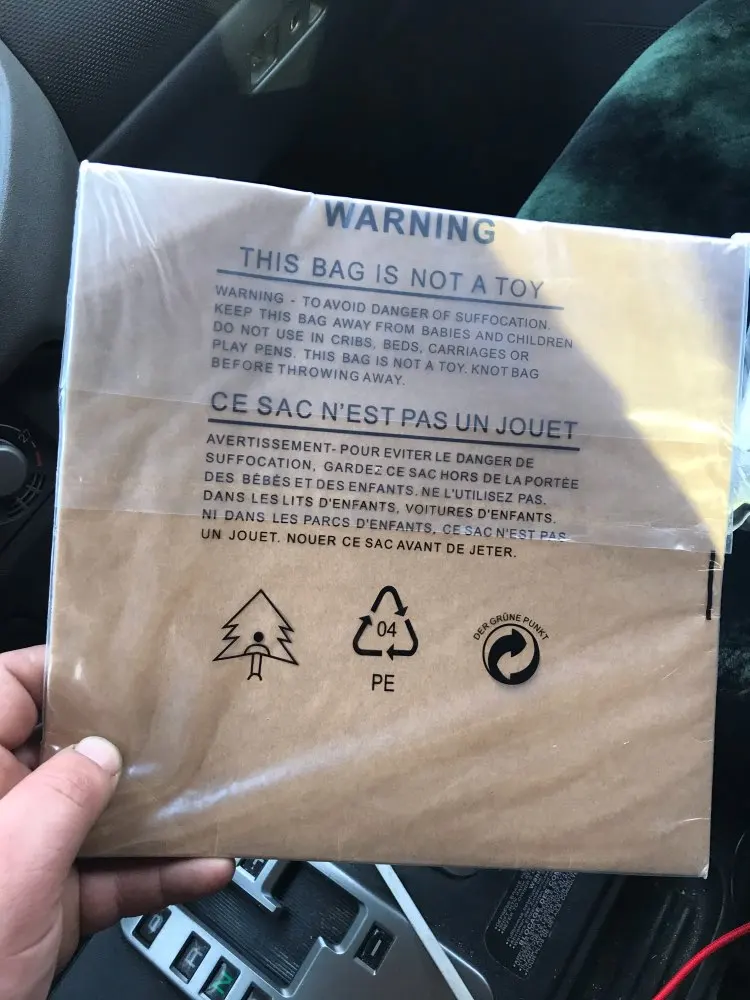 WARNING
THIS BAG IS NOT A TOY
WARNING - TO AVOID DANGER OF SUFFOCATION.
KEEP THIS BAG AWAY FROM BABIES AND CHILDREN
DO NOT USE IN CRIBS, BEDS, CARRIAGES OR
PLAY PENS. THIS BAG IS NOT A TOY. KNOT BAG
BEFORE THROWING AWAY.
CE SAC N'EST PAS UN JOUET
AVERTISSEMENT- POUR EVITER LE DANGER DE
SUFFOCATION, GARDEZ CE SAC HORS DE LA PORTÉE
DES BÉBÉS ET DES ENFANTS. NE L'UTILISEZ PAS.
DANS LES LITS D'ENFANTS, VOITURES D'ENFANTS.
NI DANS LES PARCS D'ENFANTS, CE SAC N'EST PAS
UN JOUET. NOUER CE SAC AVANT DE JETER.
04
PE
DER GRÜNE PUNKT
R
N